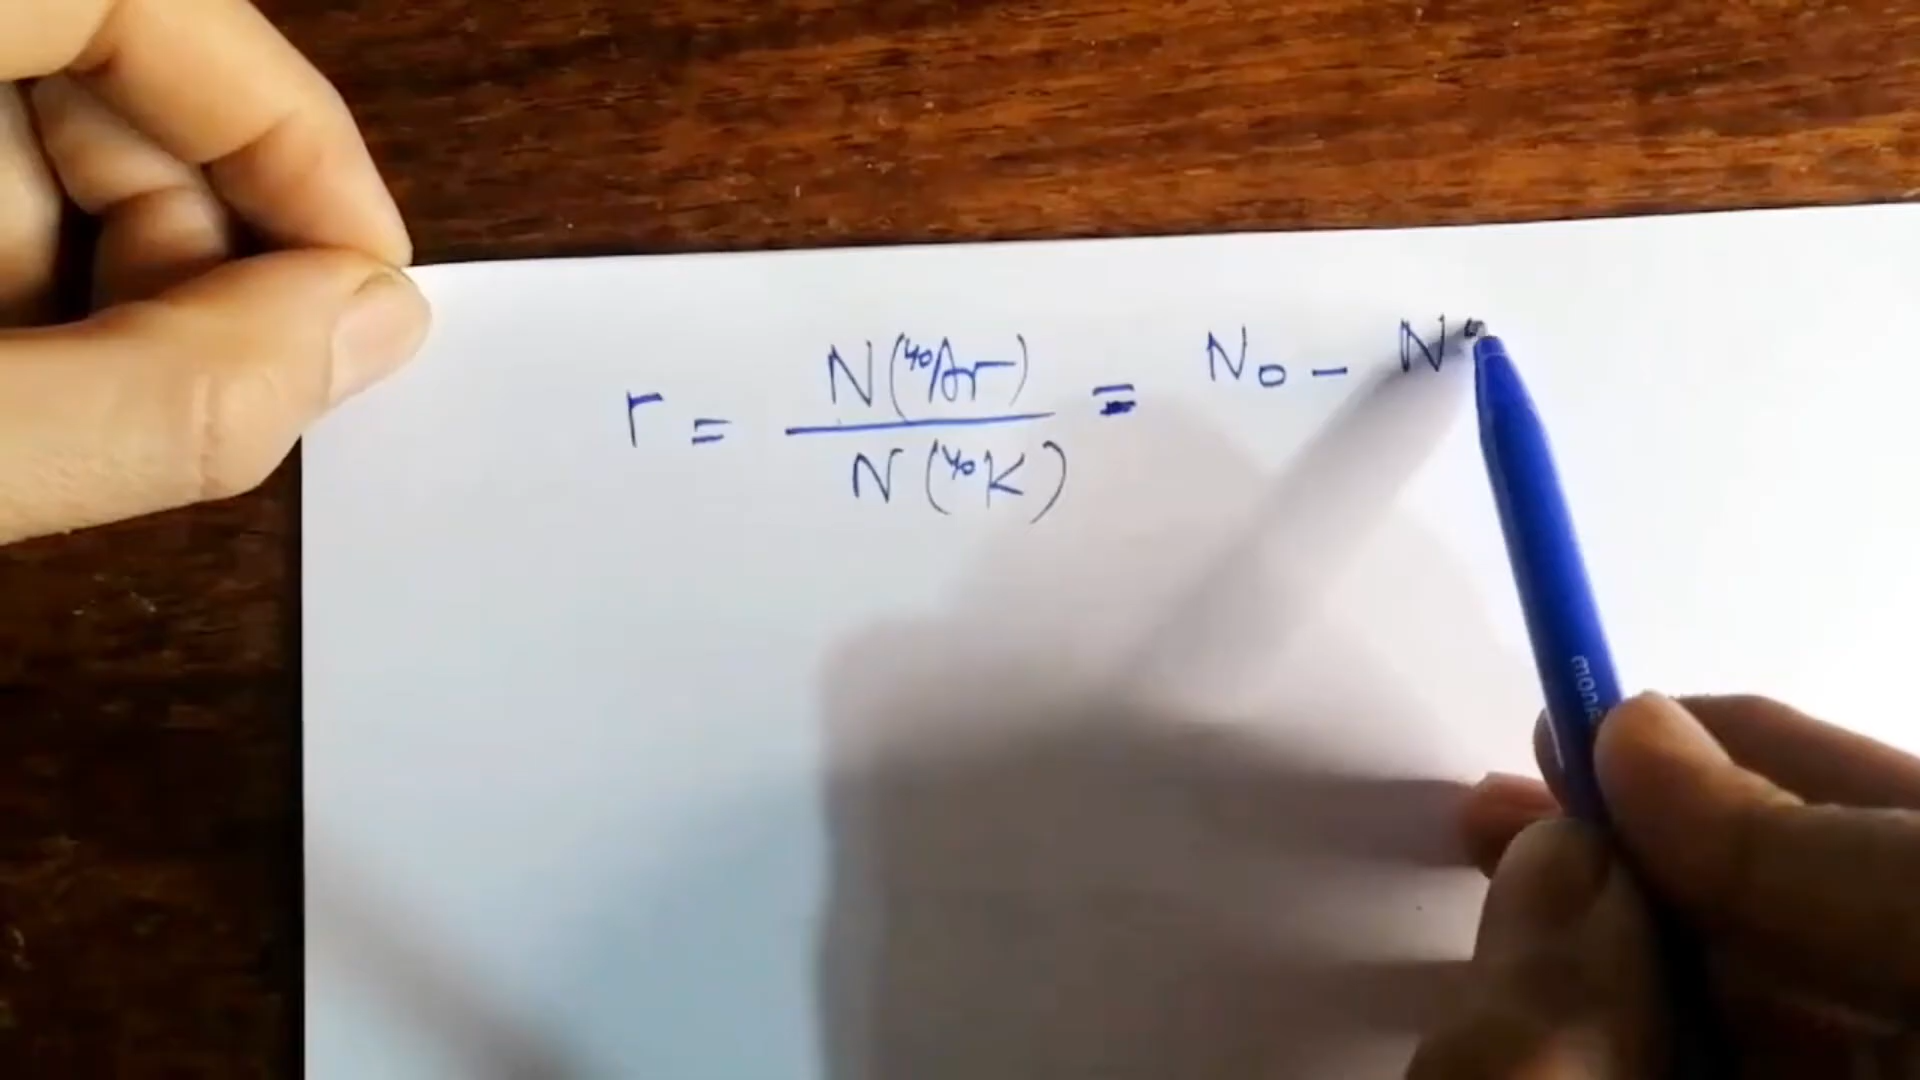 r = N(⁴⁰Ar) / N(⁴⁰K) = N₀ - N